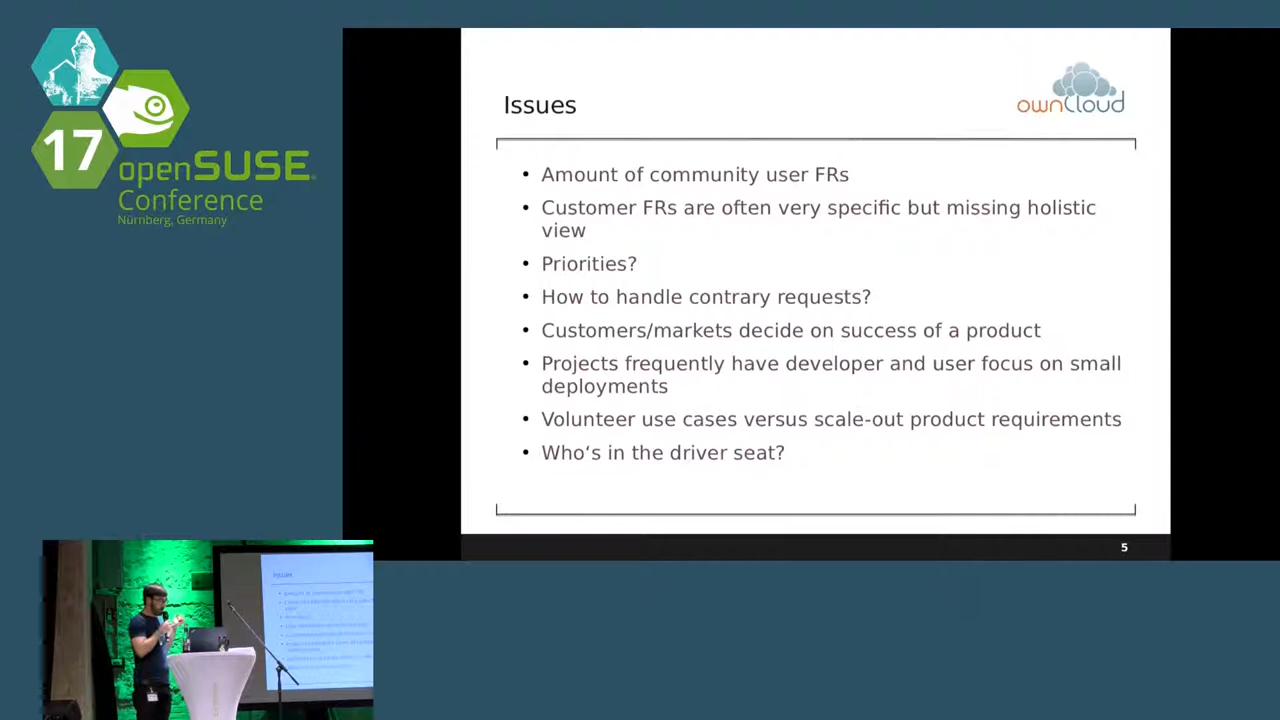 17
openSUSE
Conference
Nürnberg, Germany
ownCloud
Issues
• Amount of community user FRs
• Customer FRs are often very specific but missing holistic
view
• Priorities?
• How to handle contrary requests?
• Customers/markets decide on success of a product
• Projects frequently have developer and user focus on small
deployments
• Volunteer use cases versus scale-out product requirements
• Who‘s in the driver seat?
5
Issues